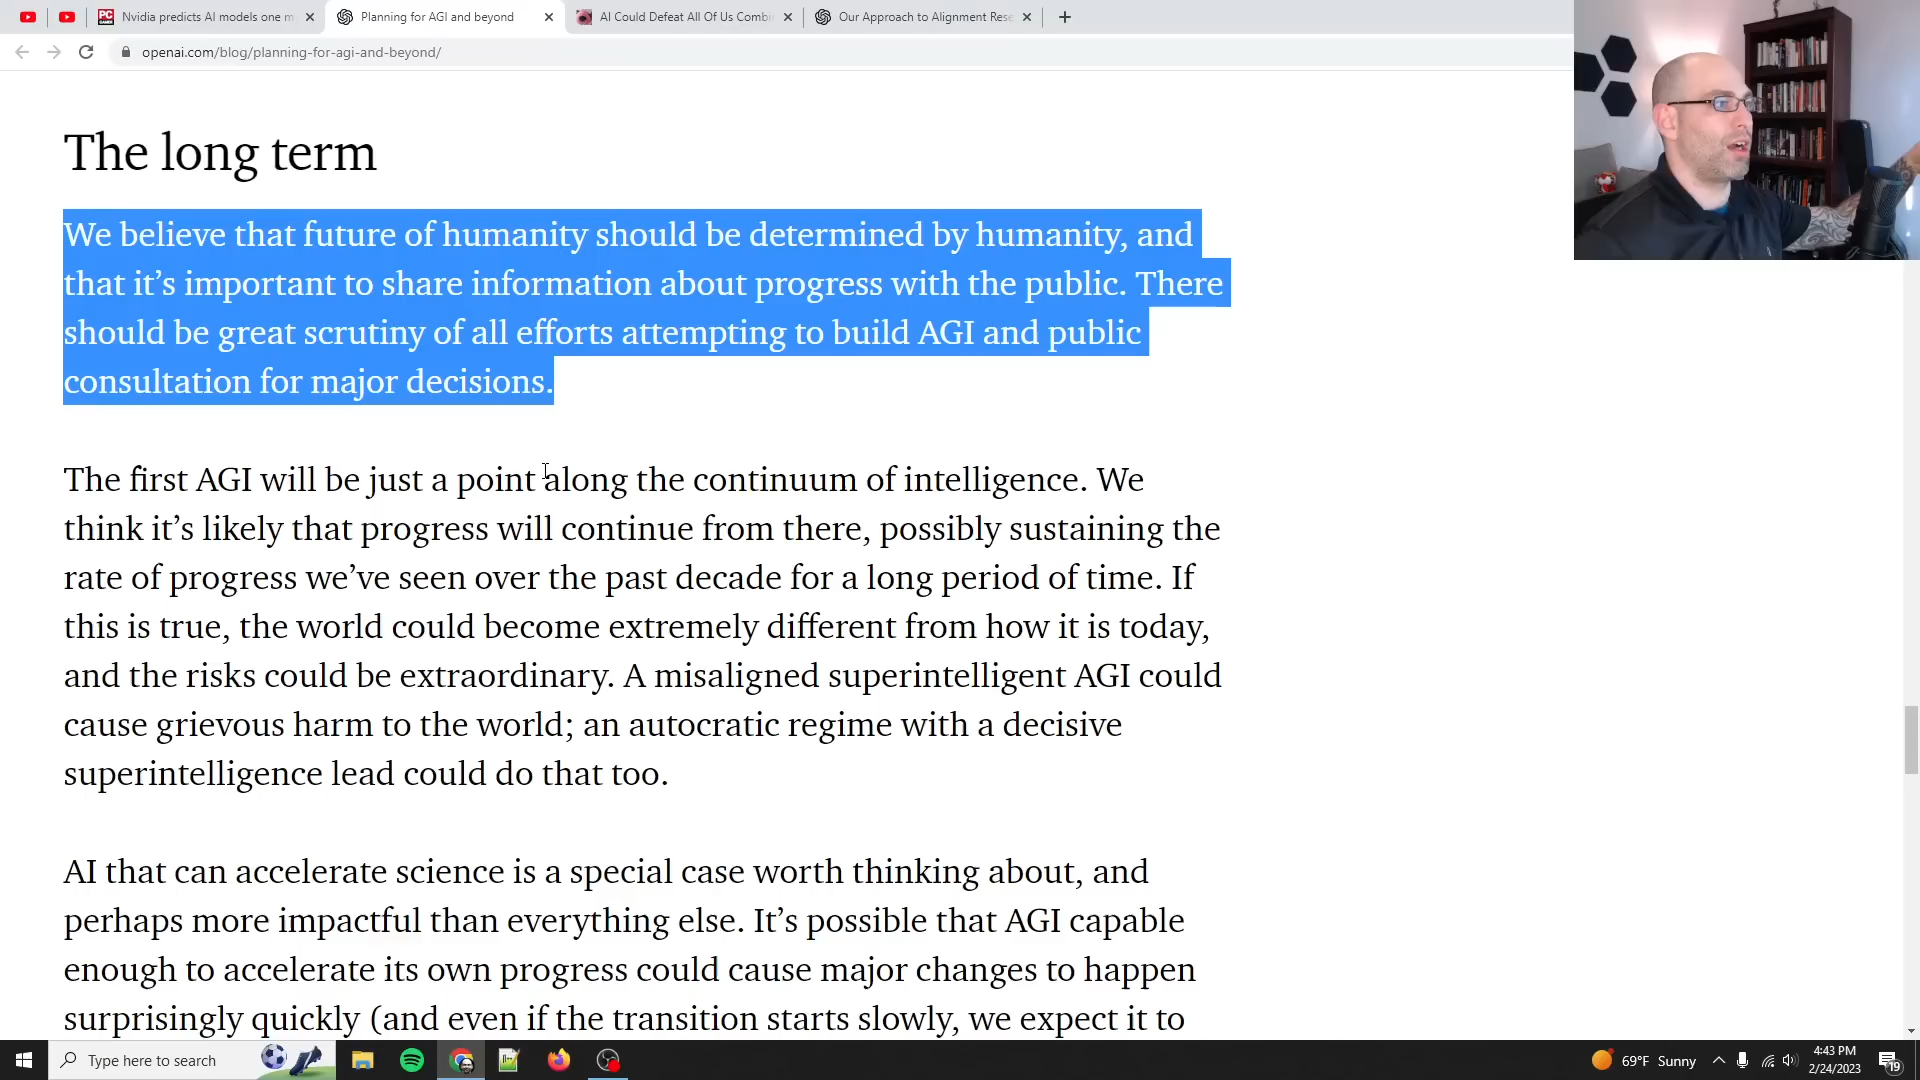 Nvidia predicts AI models one m
Planning for AGI and beyond
AI Could Defeat All Of Us Combi
Our Approach to Alignment Rese
openai.com/blog/planning-for-agi-and-beyond/
The long term
We believe that future of humanity should be determined by humanity, and
that it’s important to share information about progress with the public. There
should be great scrutiny of all efforts attempting to build AGI and public
consultation for major decisions.
The first AGI will be just a point along the continuum of intelligence. We
think it’s likely that progress will continue from there, possibly sustaining the
rate of progress we’ve seen over the past decade for a long period of time. If
this is true, the world could become extremely different from how it is today,
and the risks could be extraordinary. A misaligned superintelligent AGI could
cause grievous harm to the world; an autocratic regime with a decisive
superintelligence lead could do that too.
AI that can accelerate science is a special case worth thinking about, and
perhaps more impactful than everything else. It’s possible that AGI capable
enough to accelerate its own progress could cause major changes to happen
surprisingly quickly (and even if the transition starts slowly, we expect it to
Type here to search
69°F Sunny
4:43 PM
2/24/2023
19